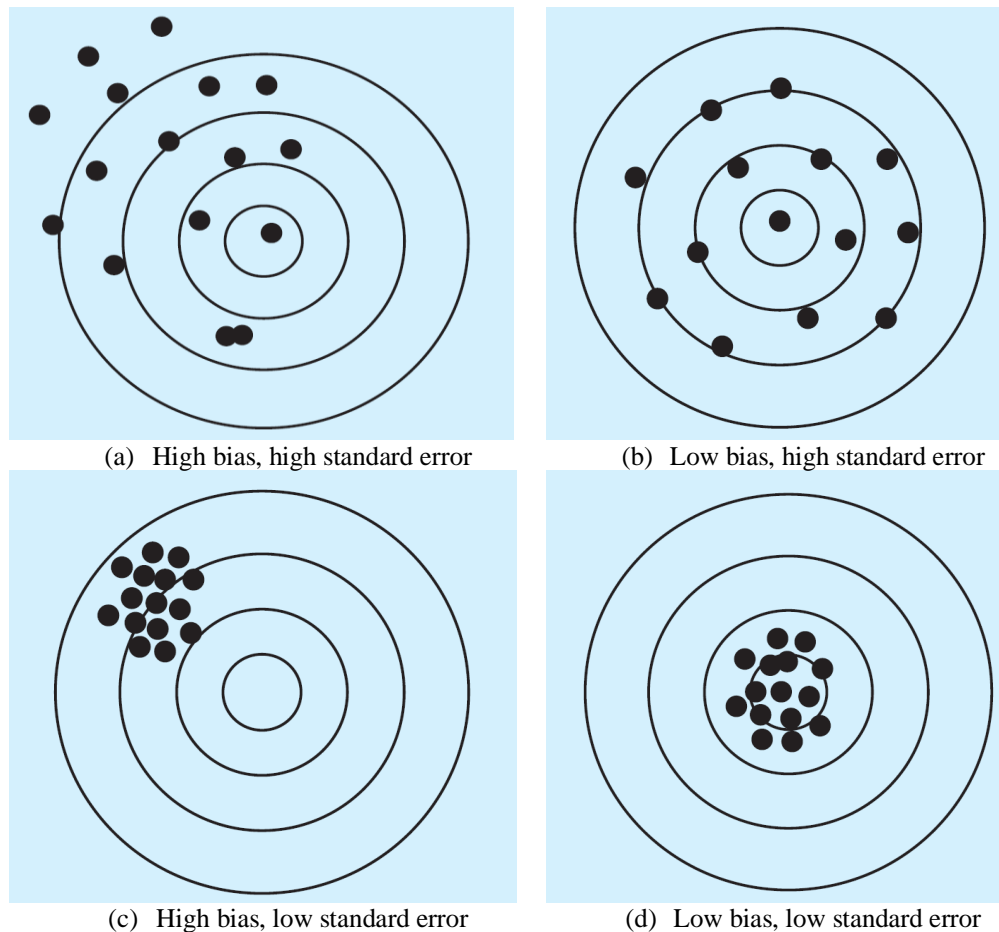 (a) High bias, high standard error
(b) Low bias, high standard error
(c) High bias, low standard error
(d) Low bias, low standard error